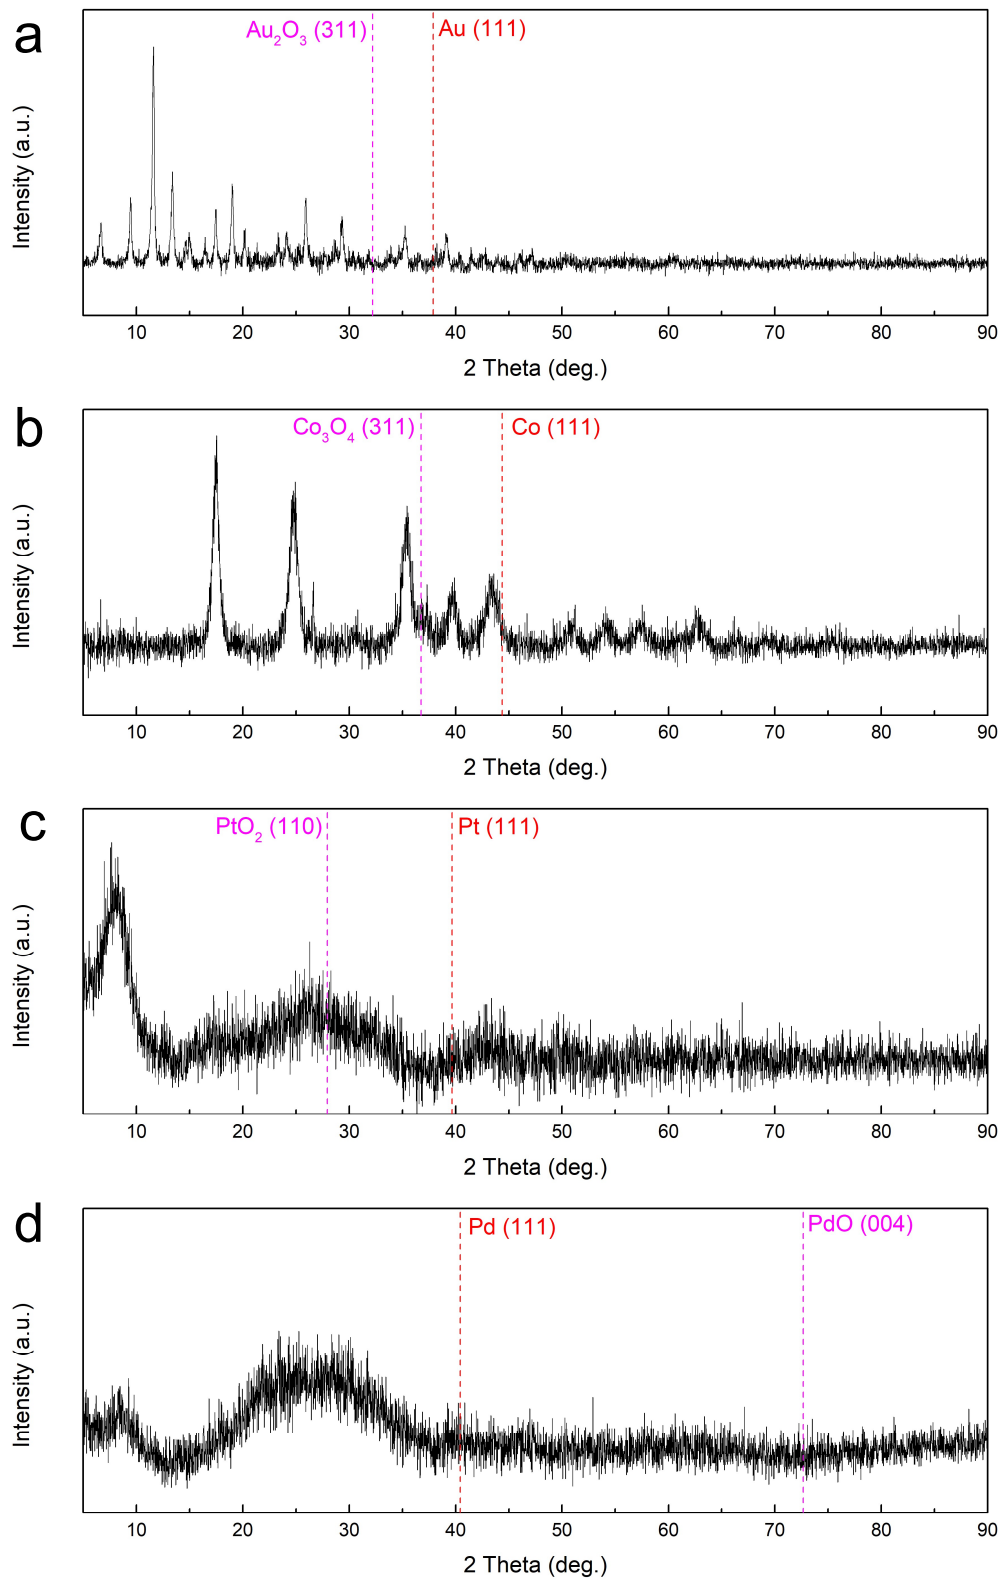 a
Au₂O₃ (311)
Au (111)
Intensity (a.u.)
10 20 30 40 50 60 70 80 90
2 Theta (deg.)
b
Co₃O₄ (311)
Co (111)
Intensity (a.u.)
10 20 30 40 50 60 70 80 90
2 Theta (deg.)
c
PtO₂ (110)
Pt (111)
Intensity (a.u.)
10 20 30 40 50 60 70 80 90
2 Theta (deg.)
d
Pd (111)
PdO (004)
Intensity (a.u.)
10 20 30 40 50 60 70 80 90
2 Theta (deg.)